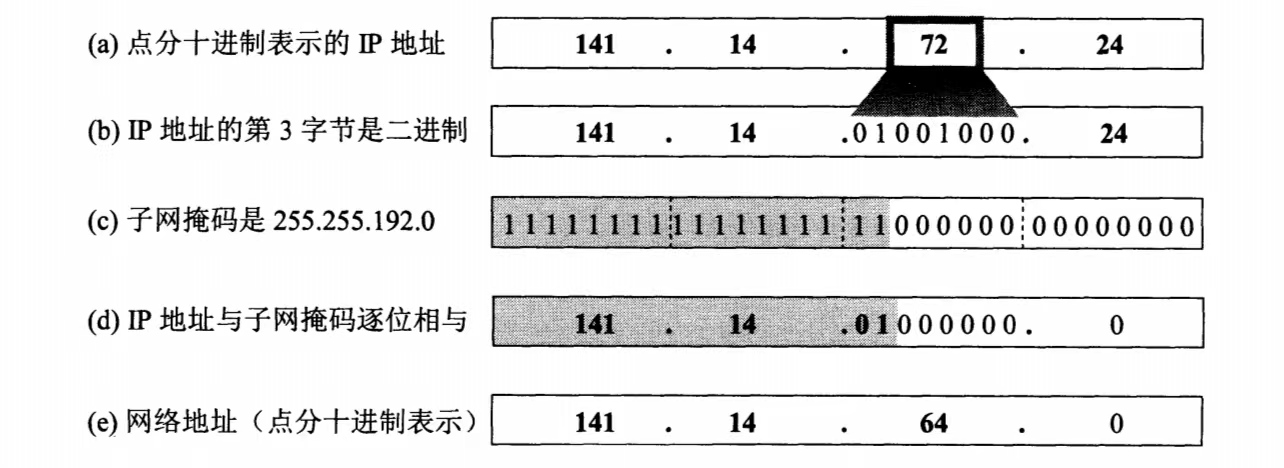 (a) 点分十进制表示的 IP 地址 141 . 14 . 72 . 24
(b) IP 地址的第 3 字节是二进制 141 . 14 .01001000. 24
(c) 子网掩码是 255.255.192.0 11111111 11111111 11000000 00000000
(d) IP 地址与子网掩码逐位相与 141 . 14 .01000000. 0
(e) 网络地址（点分十进制表示） 141 . 14 . 64 . 0